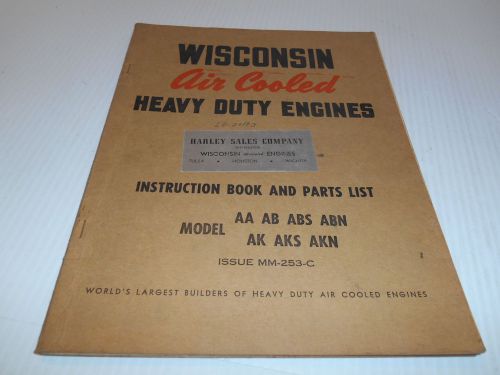 WISCONSIN
Air Cooled
HEAVY DUTY ENGINES
HARLEY SALES COMPANY
WISCONSIN ENGINES
TULSA • HOUSTON • WICHITA
INSTRUCTION BOOK AND PARTS LIST
MODEL AA AB ABS ABN
AK AKS AKN
ISSUE MM-253-C
WORLD'S LARGEST BUILDERS OF HEAVY DUTY AIR COOLED ENGINES